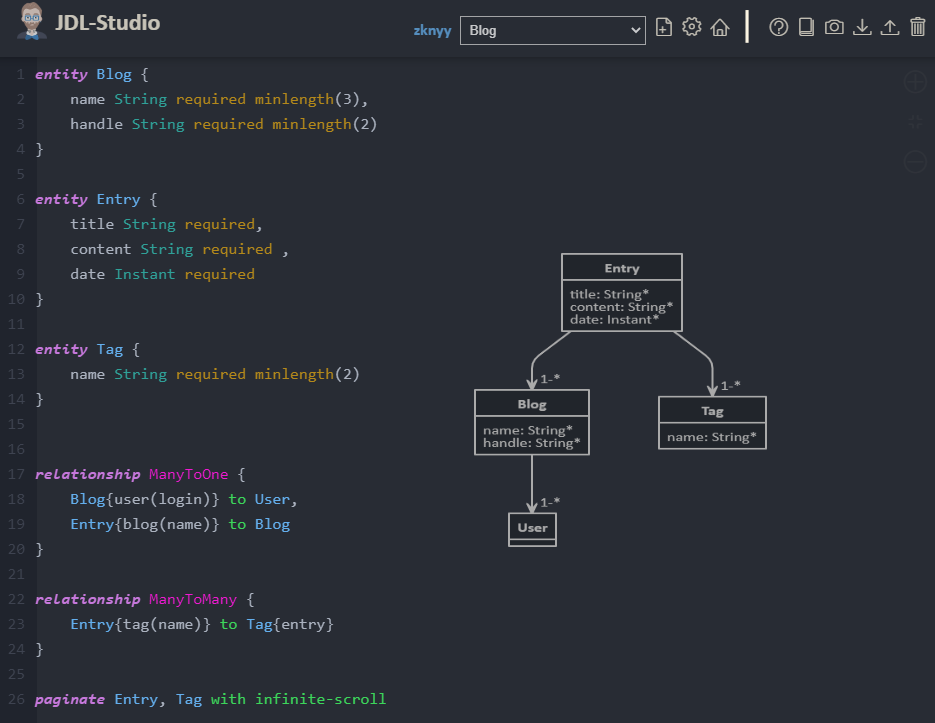 JDL-Studio
zknyy Blog
1 entity Blog {
2 name String required minlength(3),
3 handle String required minlength(2)
4 }
5
6 entity Entry {
7 title String required,
8 content String required ,
9 date Instant required
10 }
11
12 entity Tag {
13 name String required minlength(2)
14 }
15
16
17 relationship ManyToOne {
18 Blog{user(login)} to User,
19 Entry{blog(name)} to Blog
20 }
21
22 relationship ManyToMany {
23 Entry{tag(name)} to Tag{entry}
24 }
25
26 paginate Entry, Tag with infinite-scroll
Entry
title: String*
content: String*
date: Instant*
1-*
1-*
Blog
name: String*
handle: String*
Tag
name: String*
1-*
User